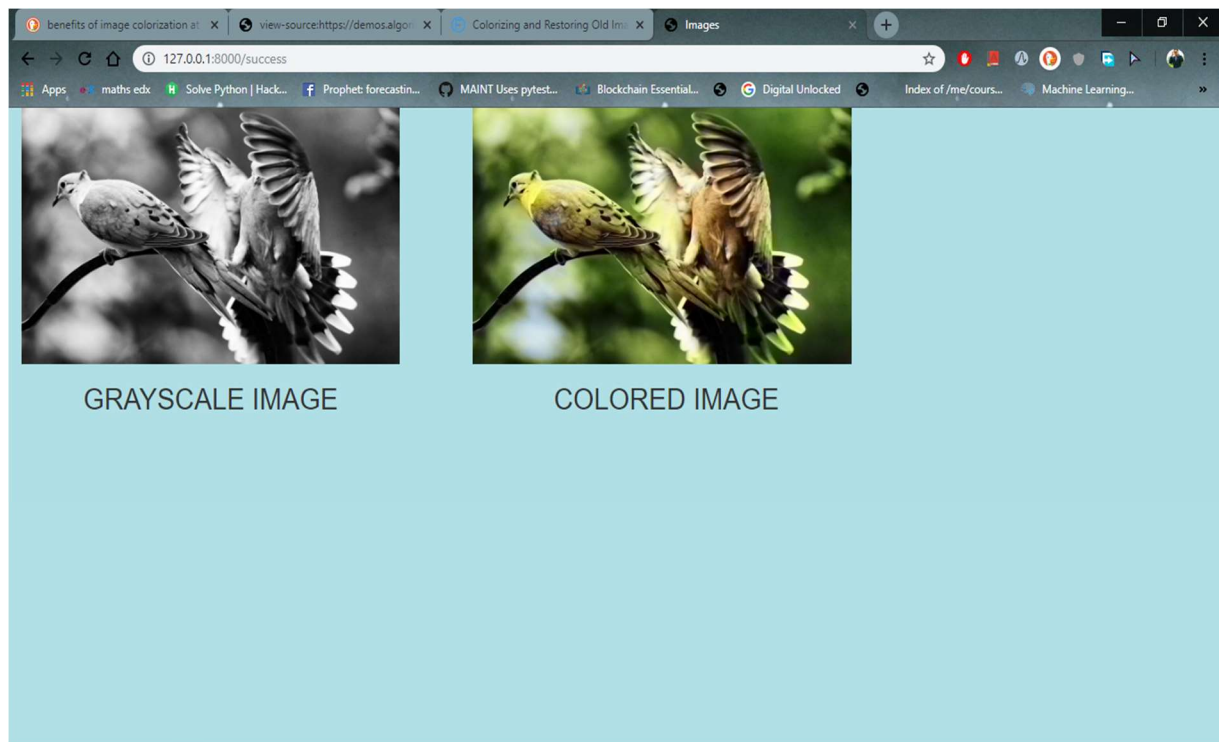 benefits of image colorization at
view-source:https://demos.algor
Colorizing and Restoring Old Ima
Images
127.0.0.1:8000/success
Apps maths edx Solve Python | Hack... Prophet: forecastin... MAINT Uses pytest... Blockchain Essential... Digital Unlocked Index of /me/cours... Machine Learning... »
GRAYSCALE IMAGE
COLORED IMAGE